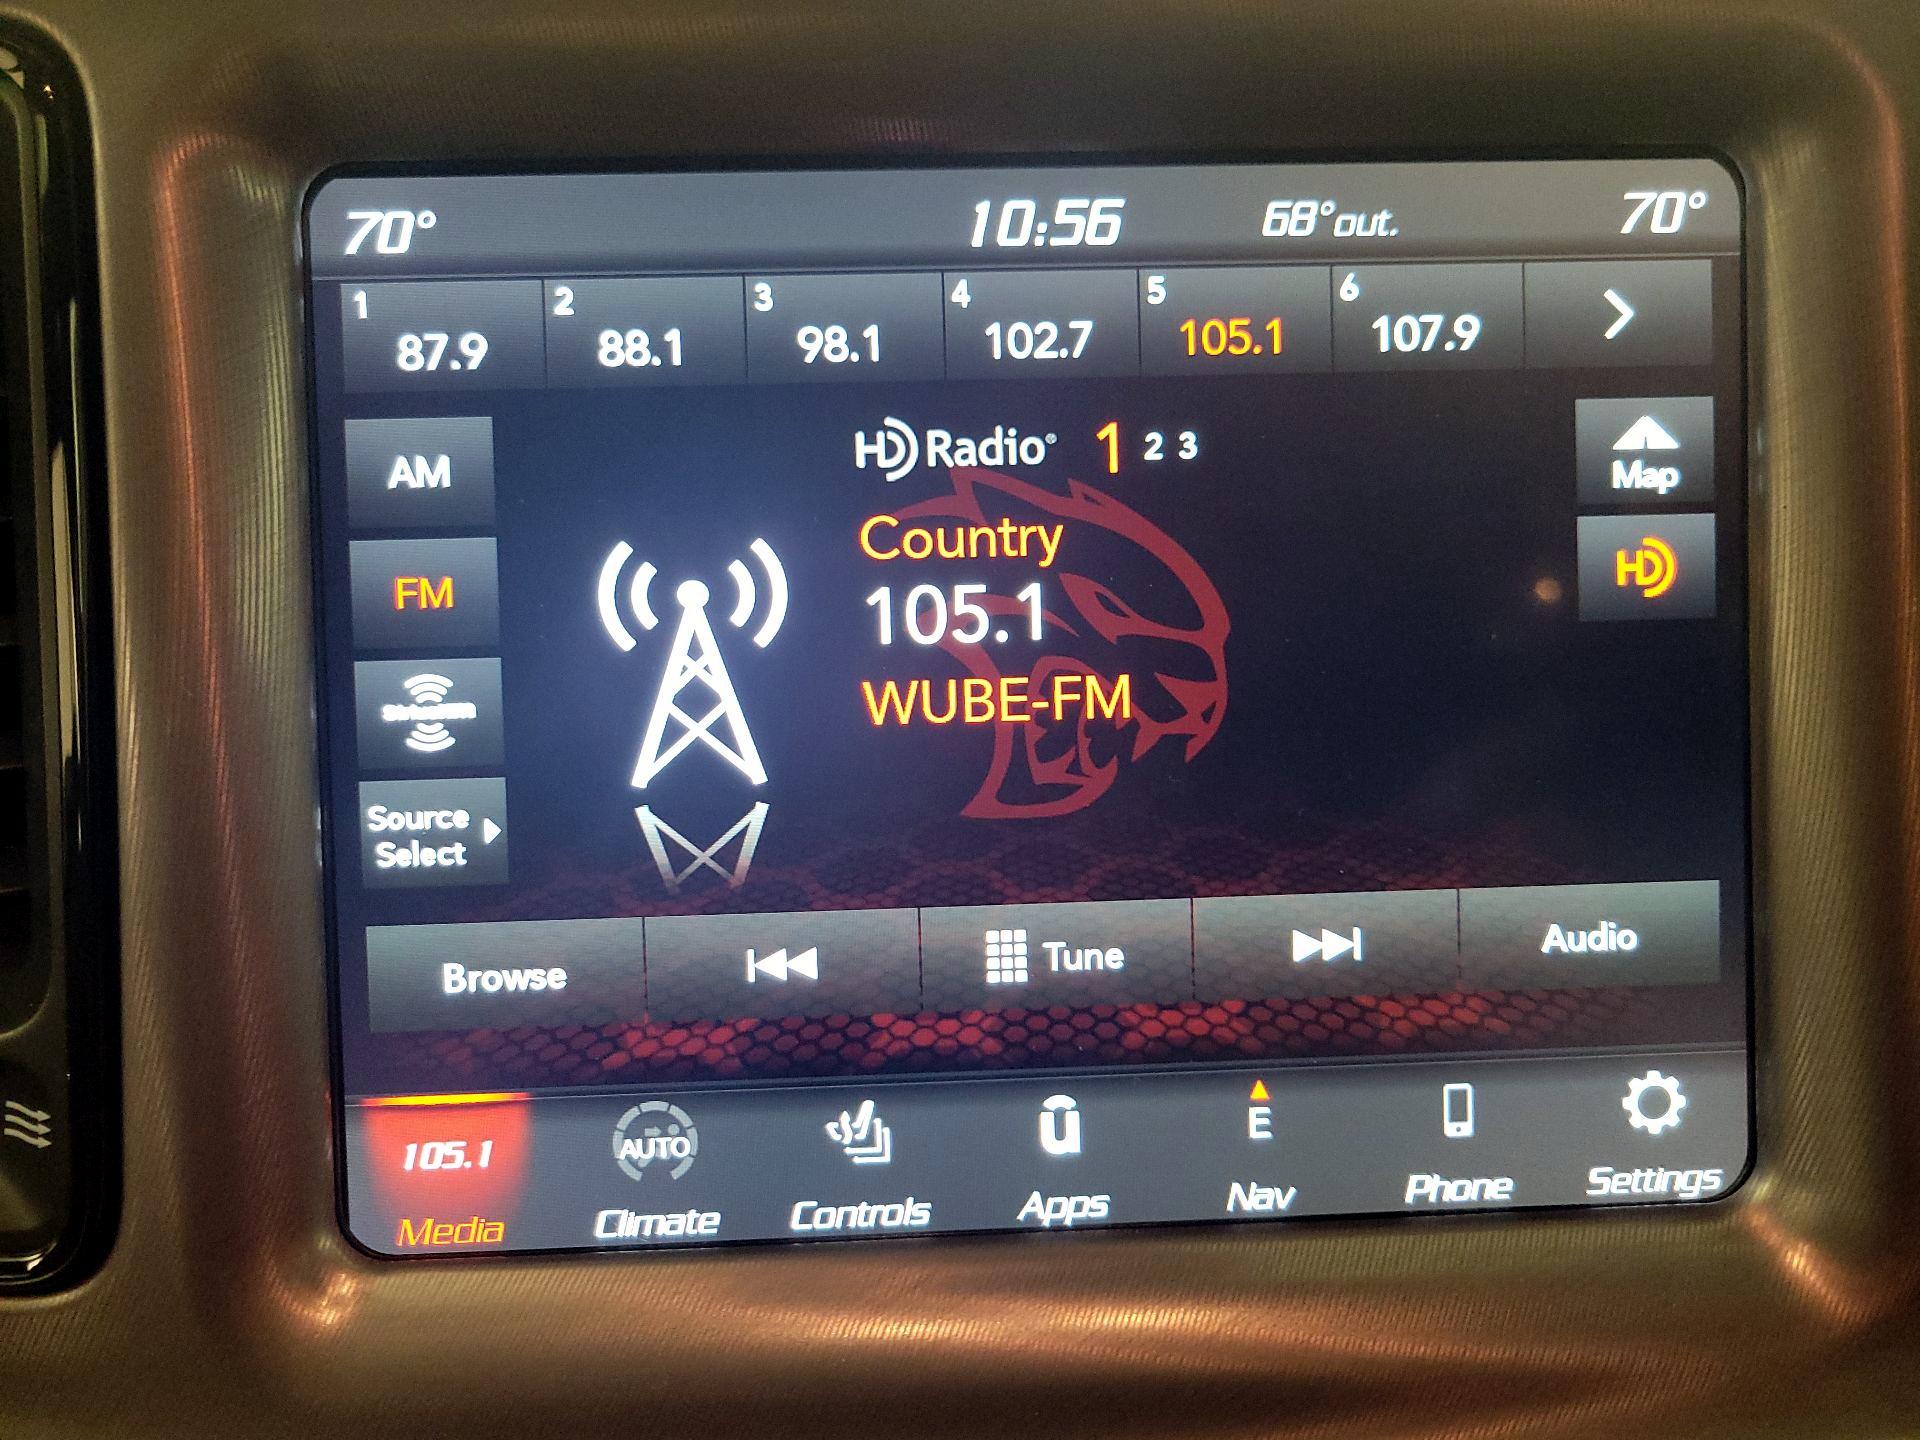 70° 10:56 68° out. 70°
1 2 3 4 5 6
87.9 88.1 98.1 102.7 105.1 107.9
HD Radio® 1 2 3
AM
Map
Country
FM
HD
105.1
SiriusXM
WUBE-FM
Source
Select
Browse Tune Audio
105.1 AUTO u E
Media Climate Controls Apps Nav Phone Settings